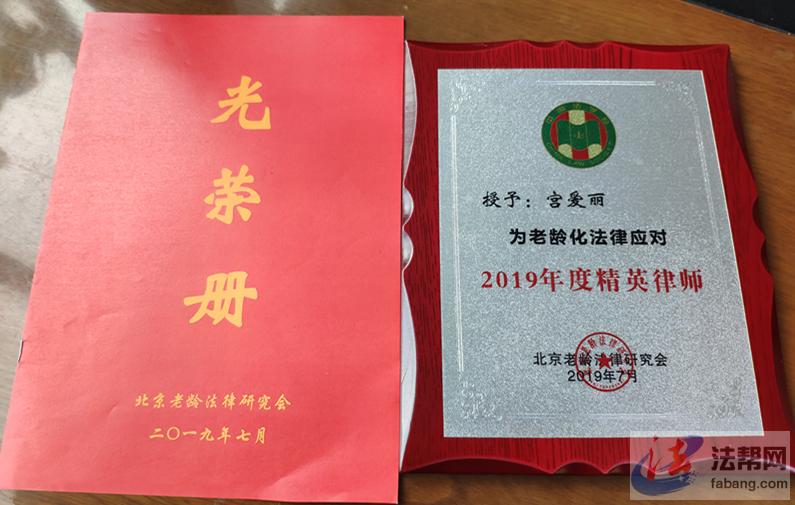 光
荣
册
北京老龄法律研究会
二〇一九年七月
授予：宫爱丽
为老龄化法律应对
2019年度精英律师
北京老龄法律研究会
2019年7月
法帮网
fabang.com